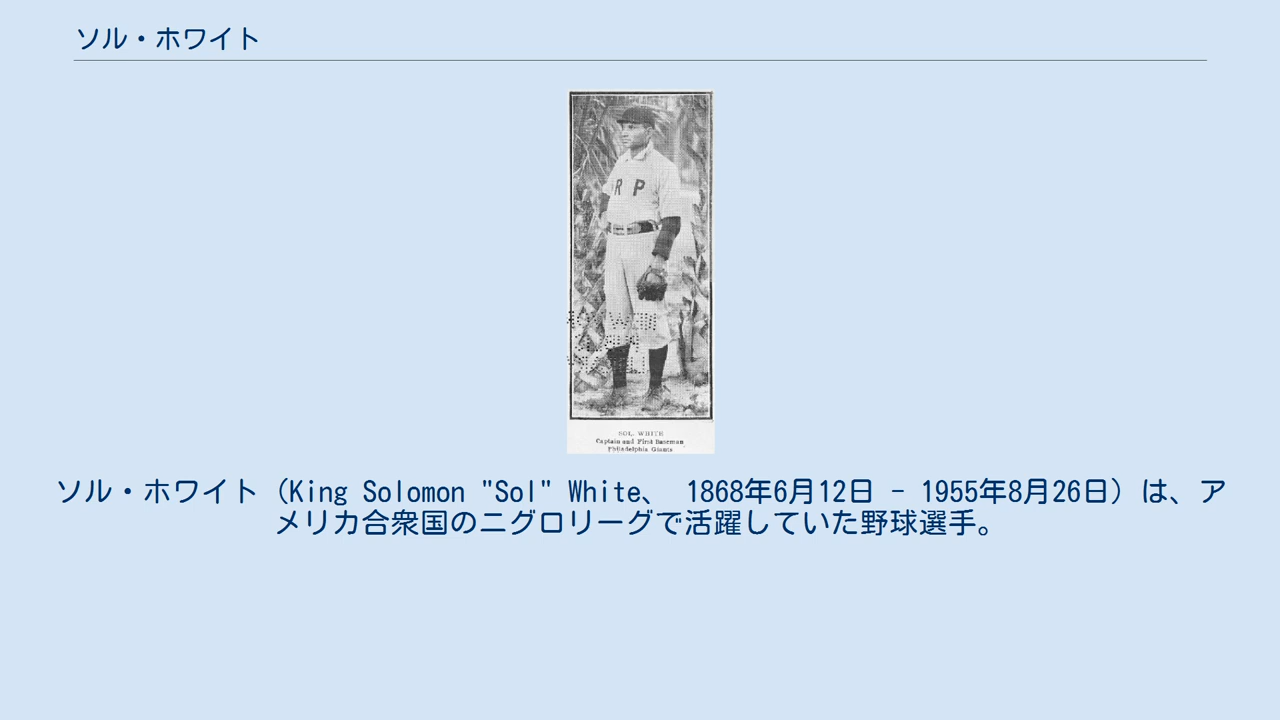 ソル・ホワイト
RP
SOL. WHITE
Captain and First Baseman
Philadelphia Giants
ソル・ホワイト（King Solomon "Sol" White、 1868年6月12日 - 1955年8月26日）は、ア
メリカ合衆国のニグロリーグで活躍していた野球選手。